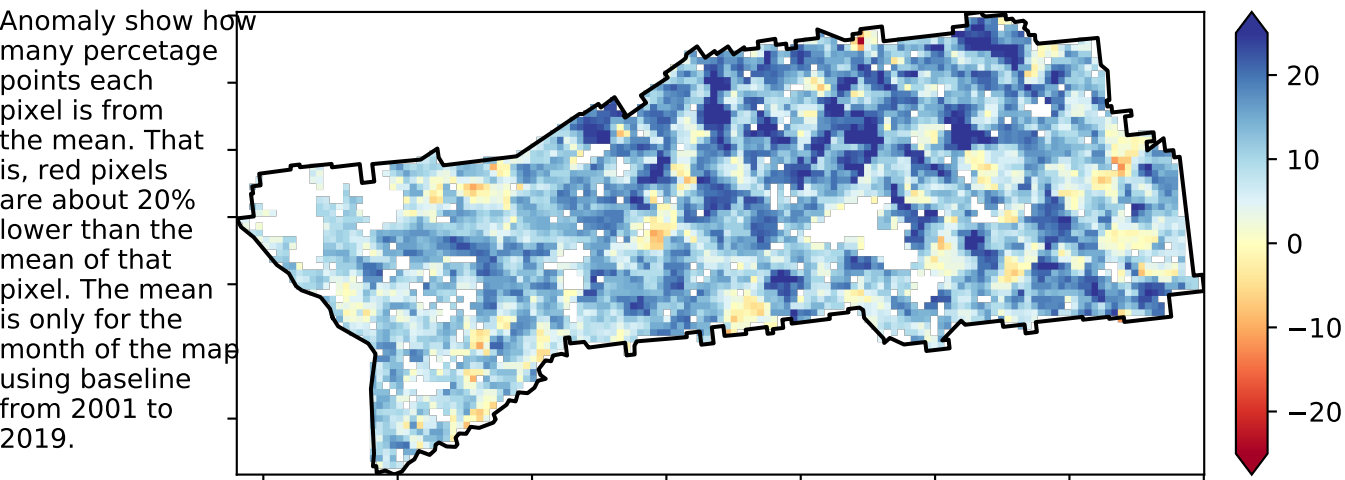 Anomaly show how
many percetage
points each
pixel is from
the mean. That
is, red pixels
are about 20%
lower than the
mean of that
pixel. The mean
is only for the
month of the map
using baseline
from 2001 to
2019.
20
10
0
−10
−20